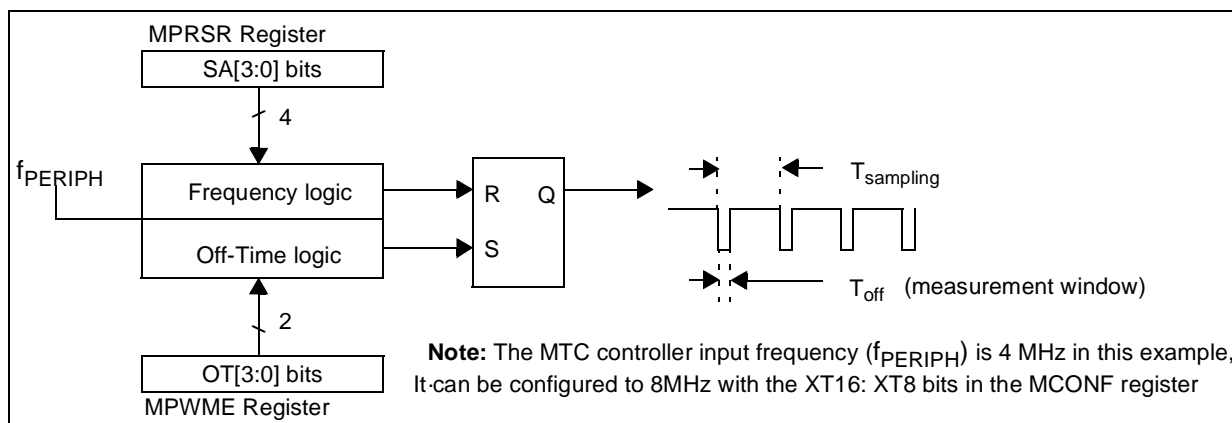 MPRSR Register
SA[3:0] bits
4
fPERIPH
Frequency logic
Off-Time logic
R Q
S
Tsampling
Toff (measurement window)
2
OT[3:0] bits
MPWME Register
Note: The MTC controller input frequency (fPERIPH) is 4 MHz in this example,
It·can be configured to 8MHz with the XT16: XT8 bits in the MCONF register